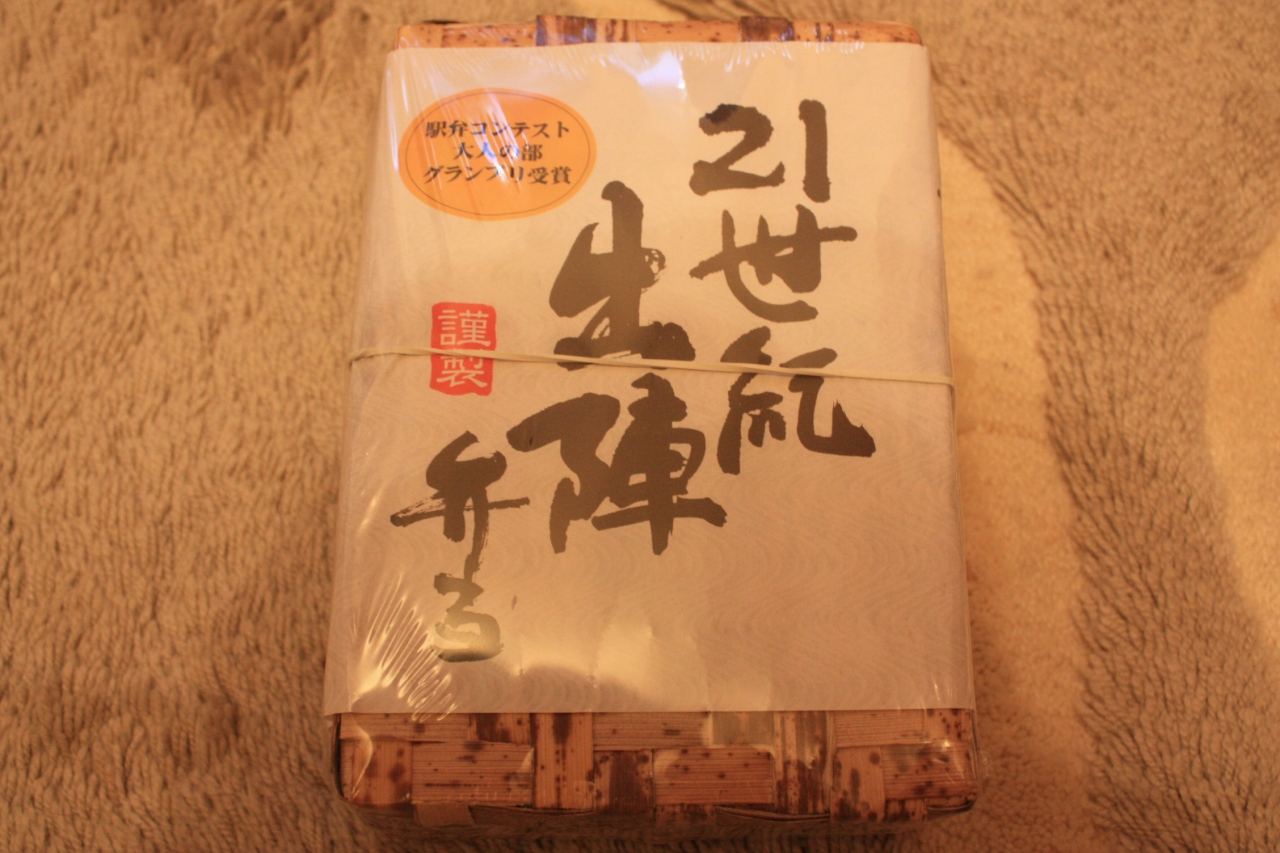 駅弁コンテスト
大人の部
グランプリ受賞
21世紀
出陣
弁当
謹製